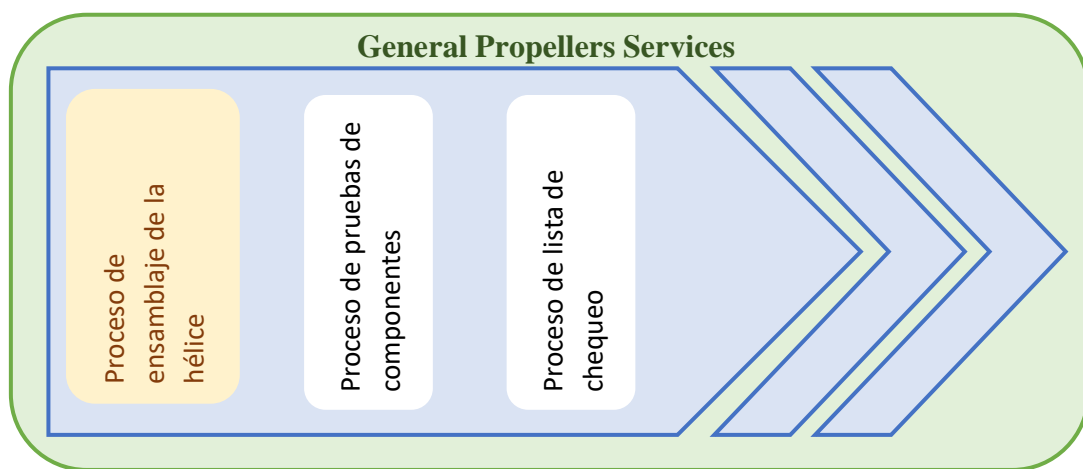 General Propellers Services
Proceso de
ensamblaje de la
hélice
Proceso de pruebas de
componentes
Proceso de lista de
chequeo